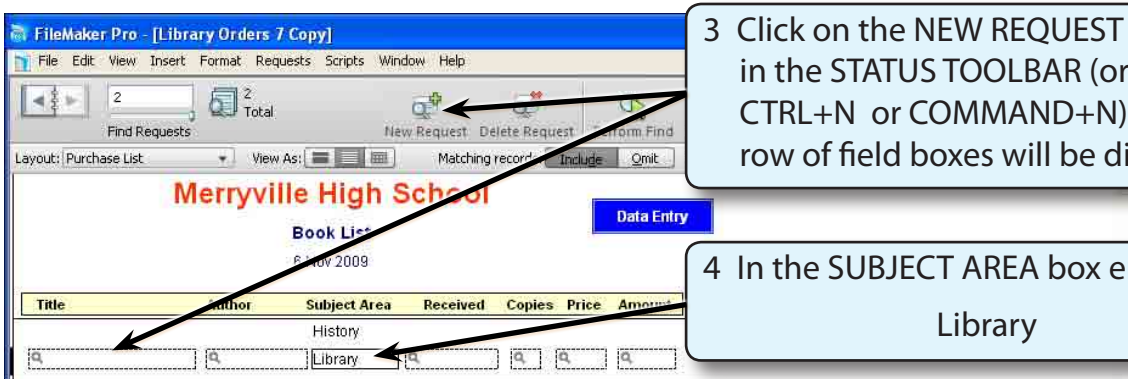 FileMaker Pro - [Library Orders 7 Copy]
File Edit View Insert Format Requests Scripts Window Help
2
2
Total
Find Requests
New Request Delete Request Perform Find
Layout: Purchase List View As: Matching records: Include Omit
Merryville High School
Data Entry
Book List
6 Nov 2009
Title Author Subject Area Received Copies Price Amount
History
Library
3 Click on the NEW REQUEST
in the STATUS TOOLBAR (or
CTRL+N or COMMAND+N)
row of field boxes will be di
4 In the SUBJECT AREA box e
Library